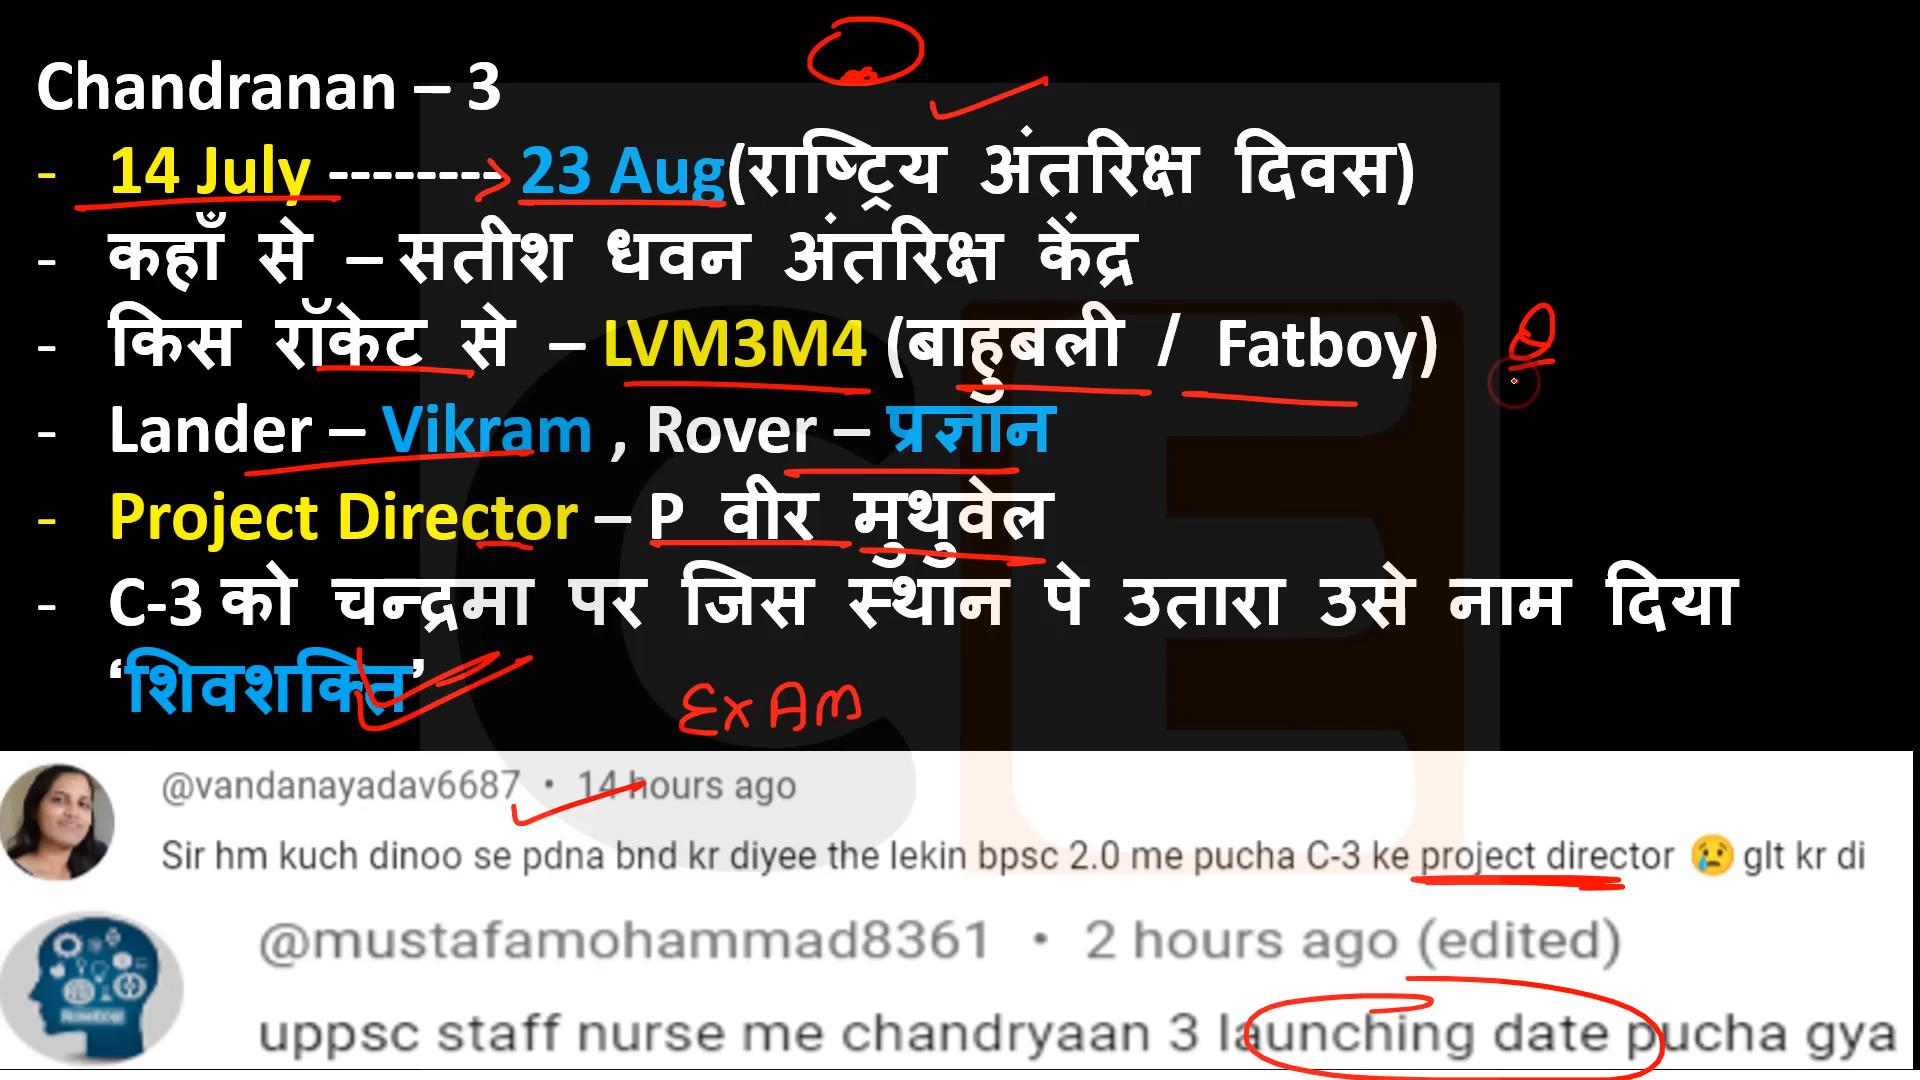 Chandranan – 3
- 14 July -------- 23 Aug(राष्ट्रिय अंतरिक्ष दिवस)
- कहाँ से – सतीश धवन अंतरिक्ष केंद्र
- किस रॉकेट से – LVM3M4 (बाहुबली / Fatboy)
- Lander – Vikram , Rover – प्रज्ञान
- Project Director – P वीर मुथुवेल
- C-3 को चन्द्रमा पर जिस स्थान पे उतारा उसे नाम दिया
‘शिवशक्ति’
ExAm
@vandanayadav6687 • 14 hours ago
Sir hm kuch dinoo se pdna bnd kr diyee the lekin bpsc 2.0 me pucha C-3 ke project director 😢 glt kr di
@mustafamohammad8361 • 2 hours ago (edited)
uppsc staff nurse me chandryaan 3 launching date pucha gya